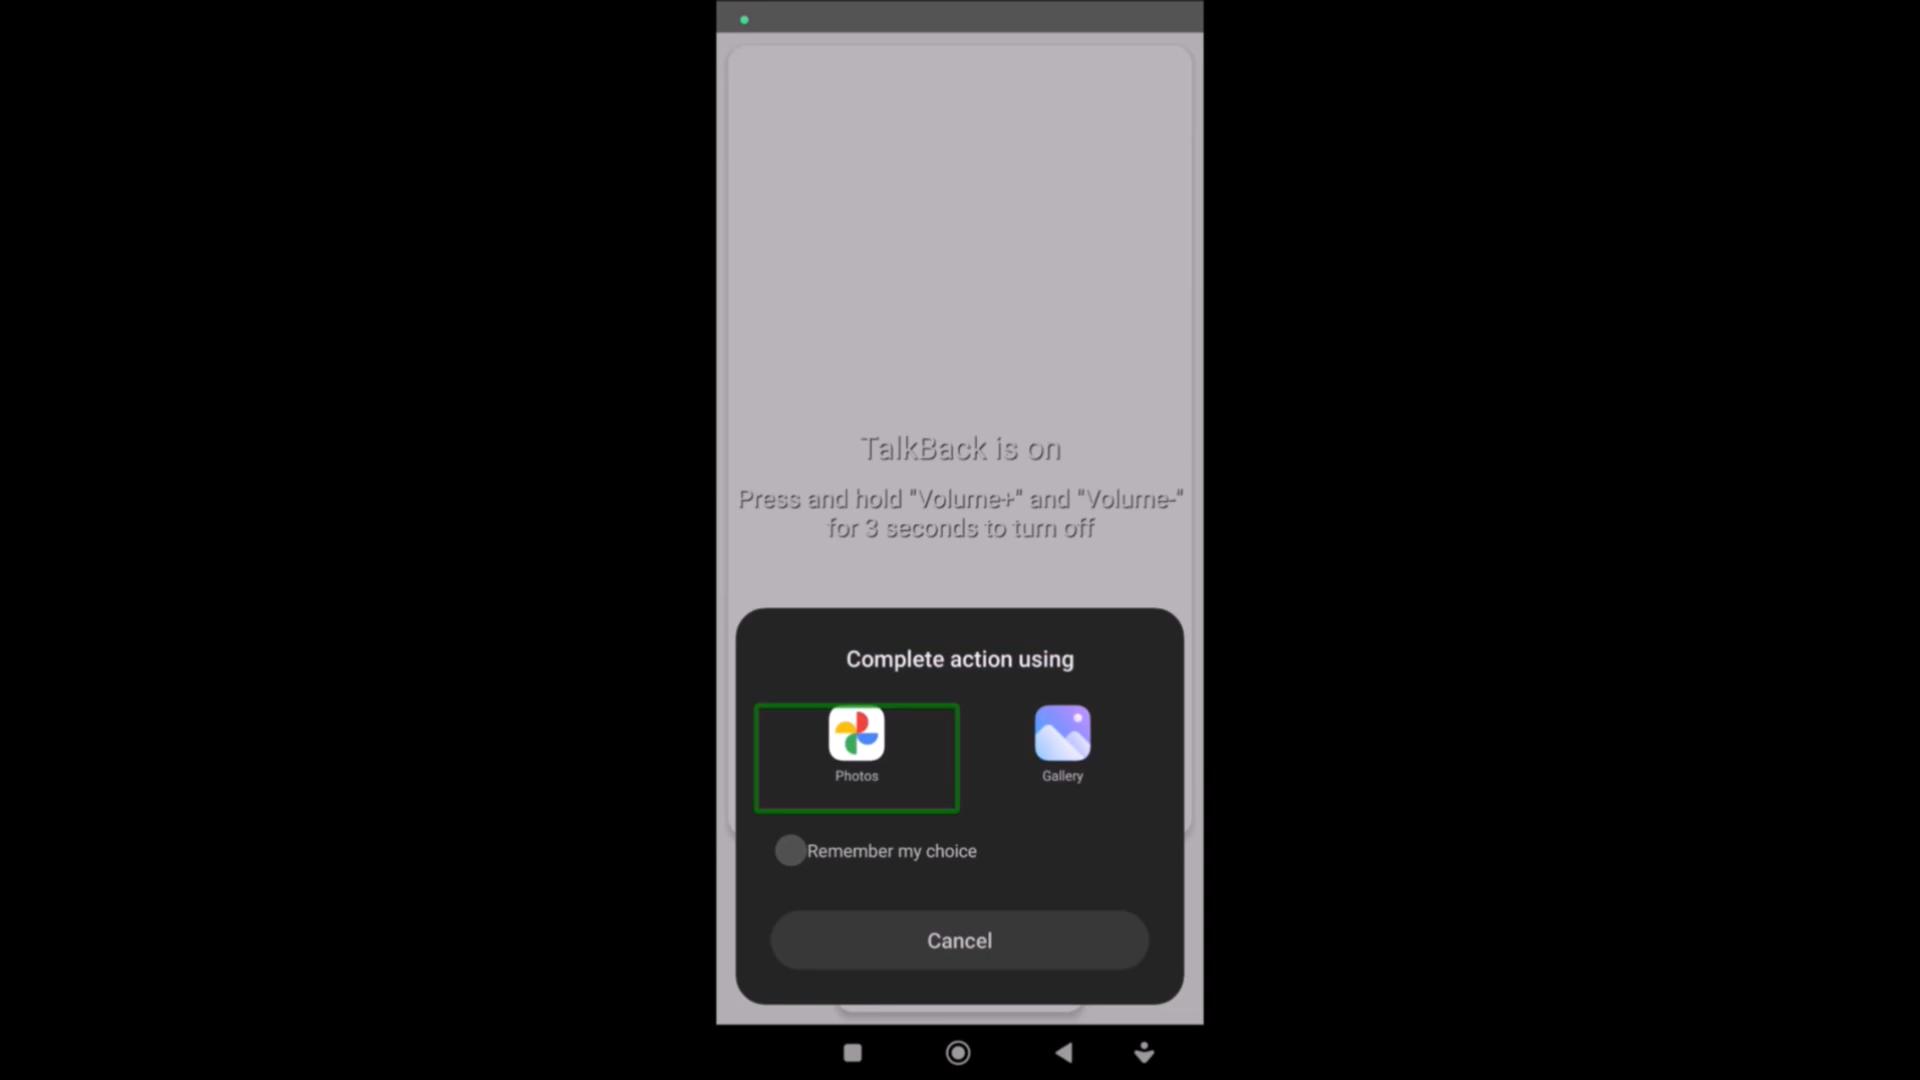 TalkBack is on
Press and hold "Volume+" and "Volume-"
for 3 seconds to turn off
Complete action using
Photos
Gallery
Remember my choice
Cancel